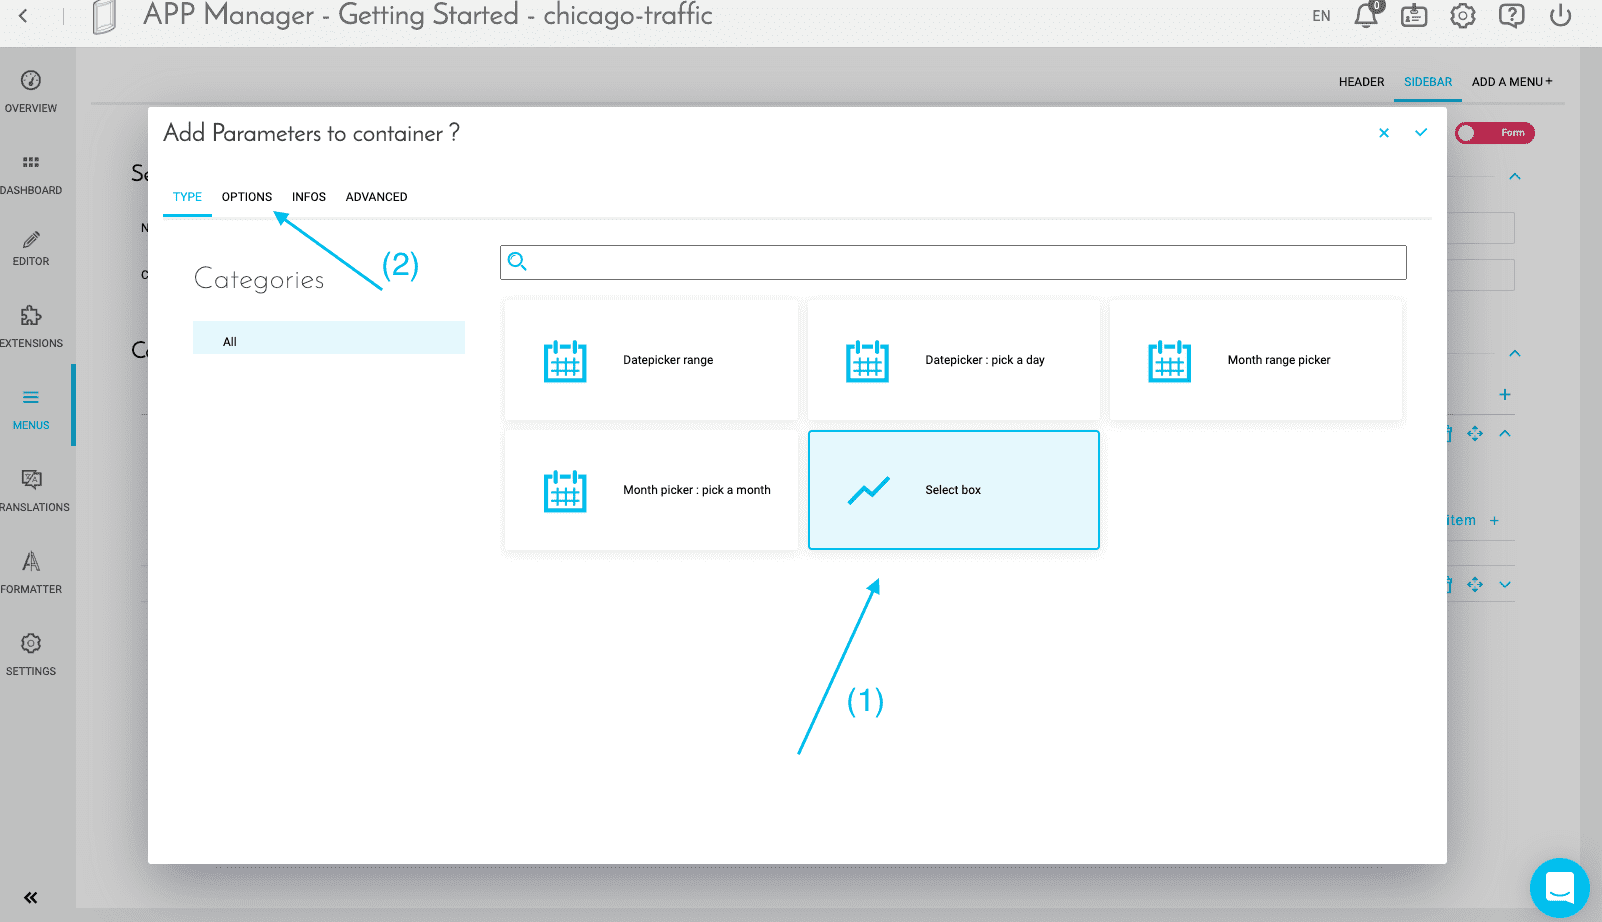 APP Manager - Getting Started - chicago-traffic
EN
0
OVERVIEW
DASHBOARD
EDITOR
EXTENSIONS
MENUS
RANSLATIONS
FORMATTER
SETTINGS
HEADER
SIDEBAR
ADD A MENU +
Form
Se
N
C
Co
item +
Add Parameters to container ?
TYPE
OPTIONS
INFOS
ADVANCED
(2)
Categories
All
Datepicker range
Datepicker : pick a day
Month range picker
Month picker : pick a month
Select box
(1)